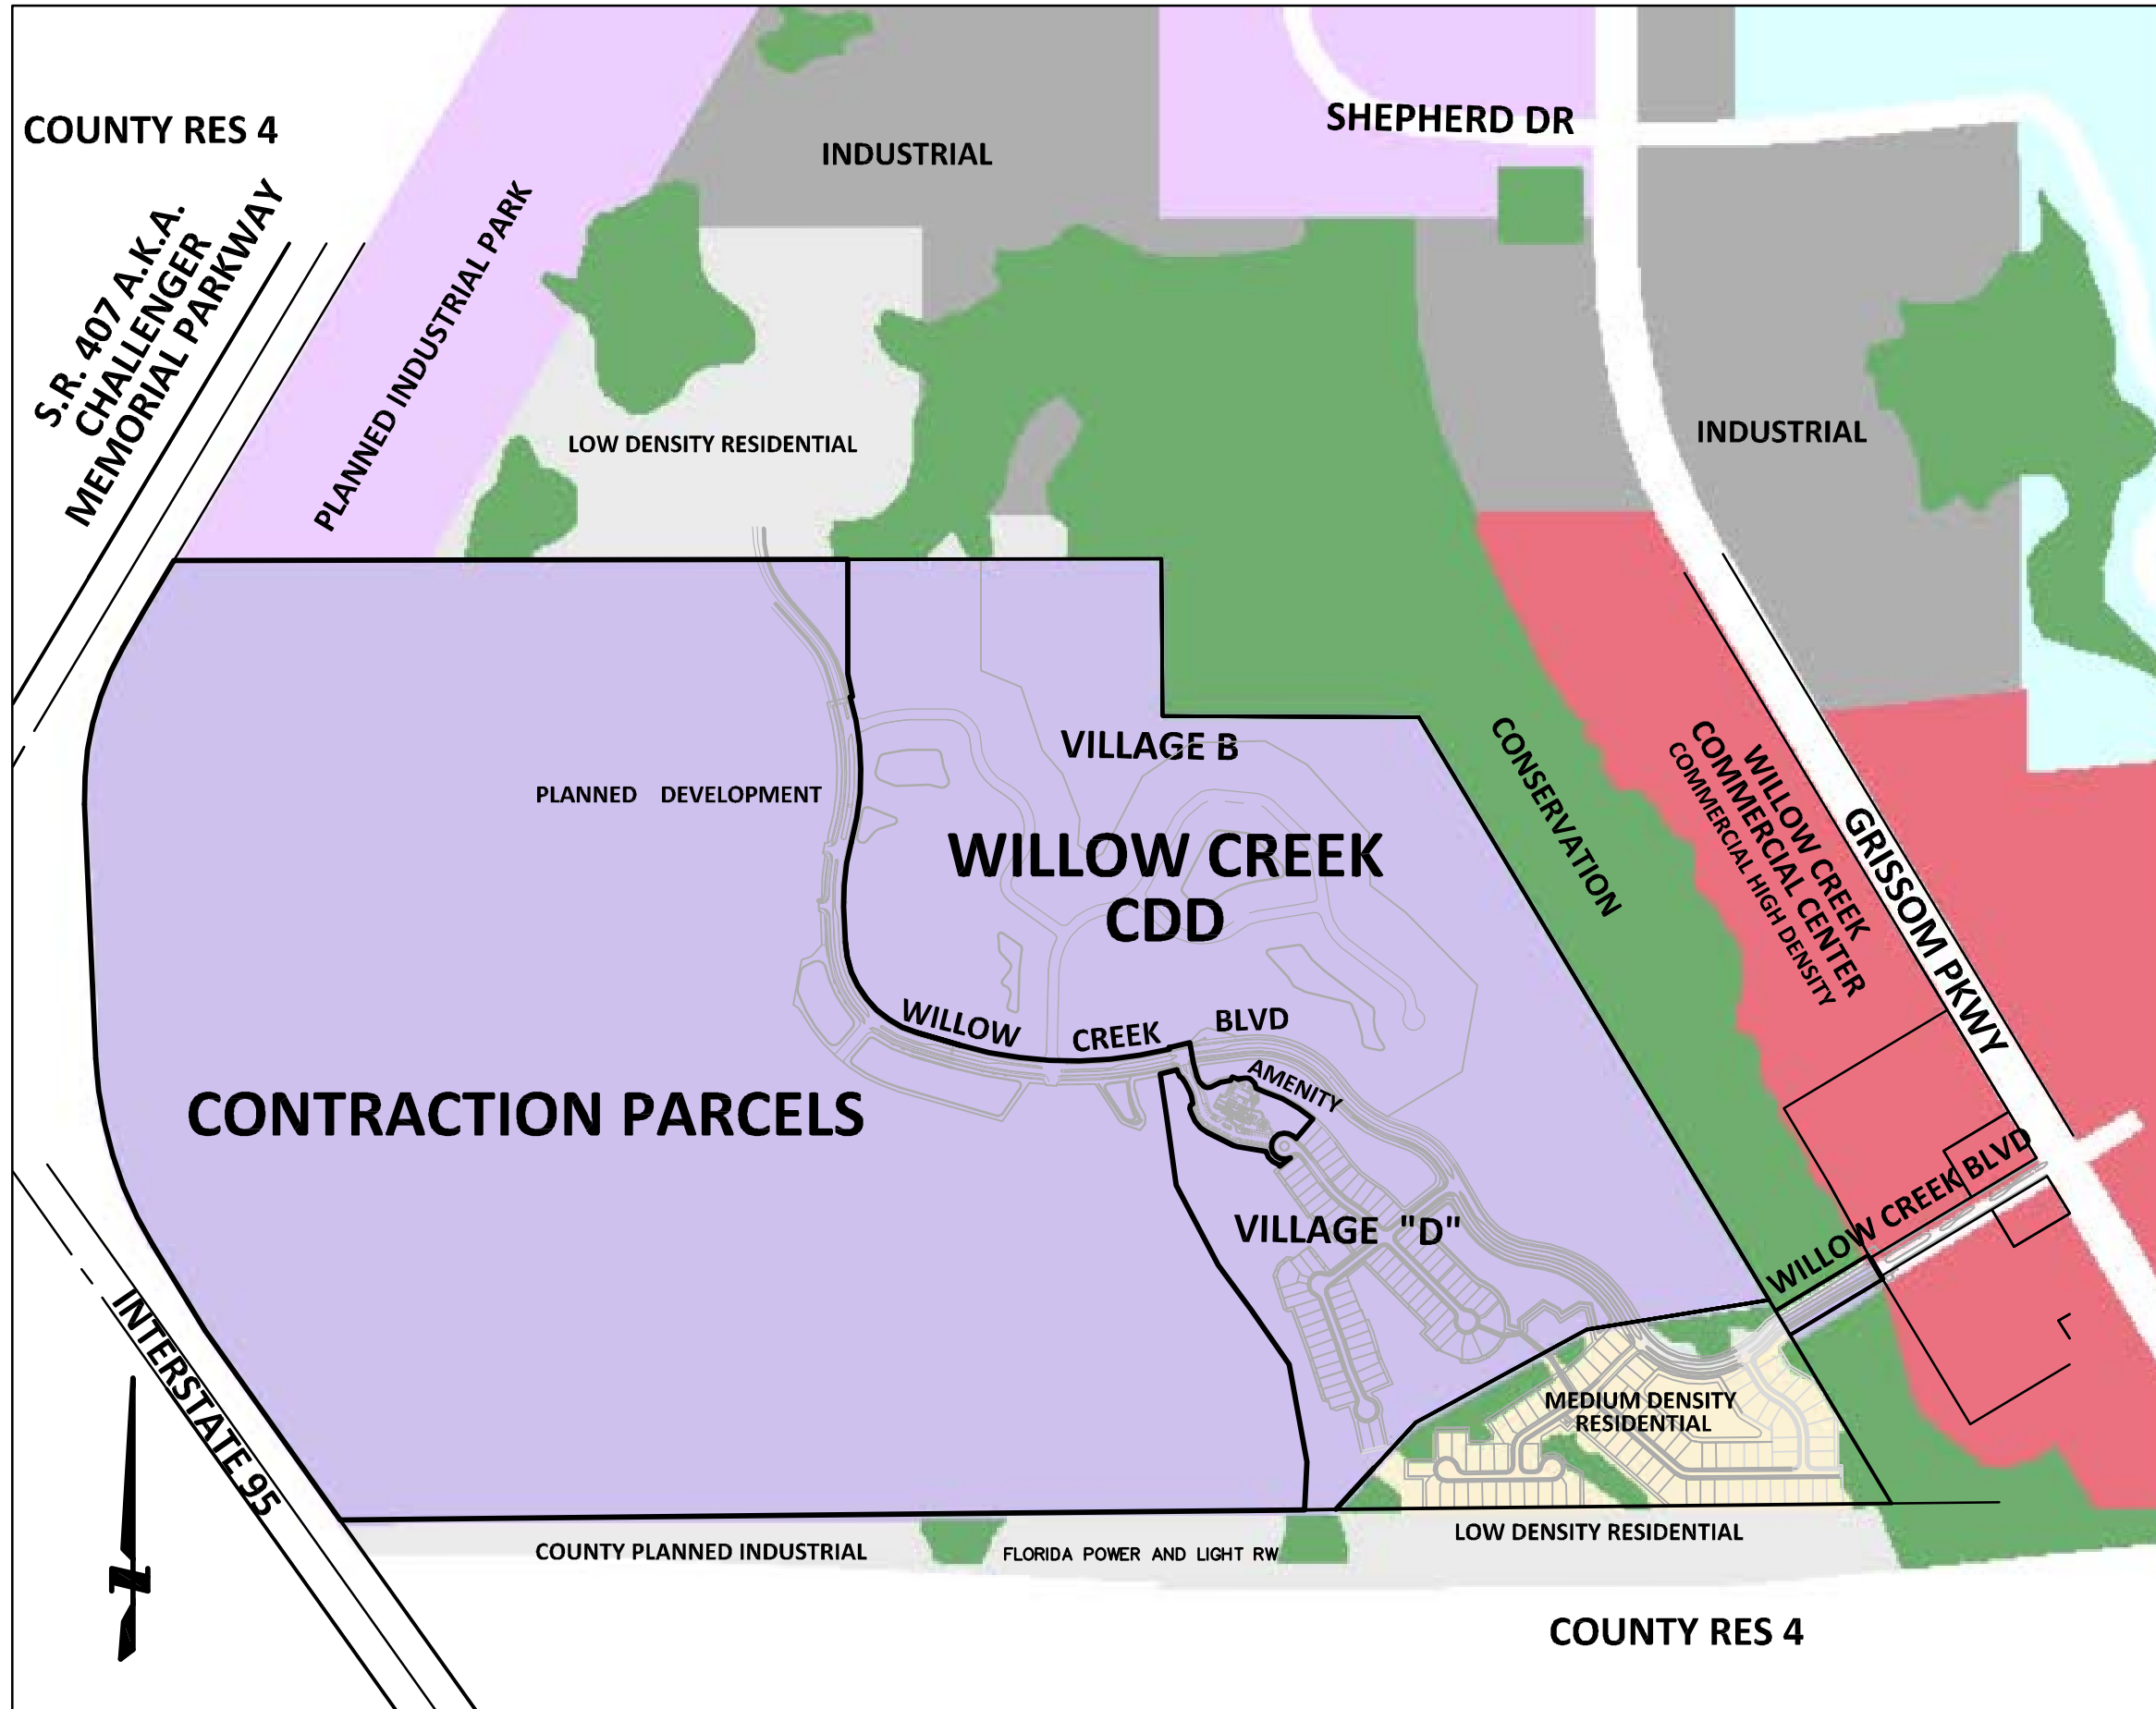 COUNTY RES 4
SHEPHERD DR
INDUSTRIAL
S.R. 407 A.K.A.
CHALLENGER
MEMORIAL PARKWAY
PLANNED INDUSTRIAL PARK
LOW DENSITY RESIDENTIAL
INDUSTRIAL
VILLAGE B
PLANNED DEVELOPMENT
CONSERVATION
WILLOW CREEK
COMMERCIAL CENTER
COMMERCIAL HIGH DENSITY
GRISSOM PKWY
WILLOW CREEK
CDD
WILLOW CREEK BLVD
AMENITY
CONTRACTION PARCELS
VILLAGE "D"
WILLOW CREEK BLVD
INTERSTATE 95
MEDIUM DENSITY
RESIDENTIAL
COUNTY PLANNED INDUSTRIAL
FLORIDA POWER AND LIGHT RW
LOW DENSITY RESIDENTIAL
COUNTY RES 4